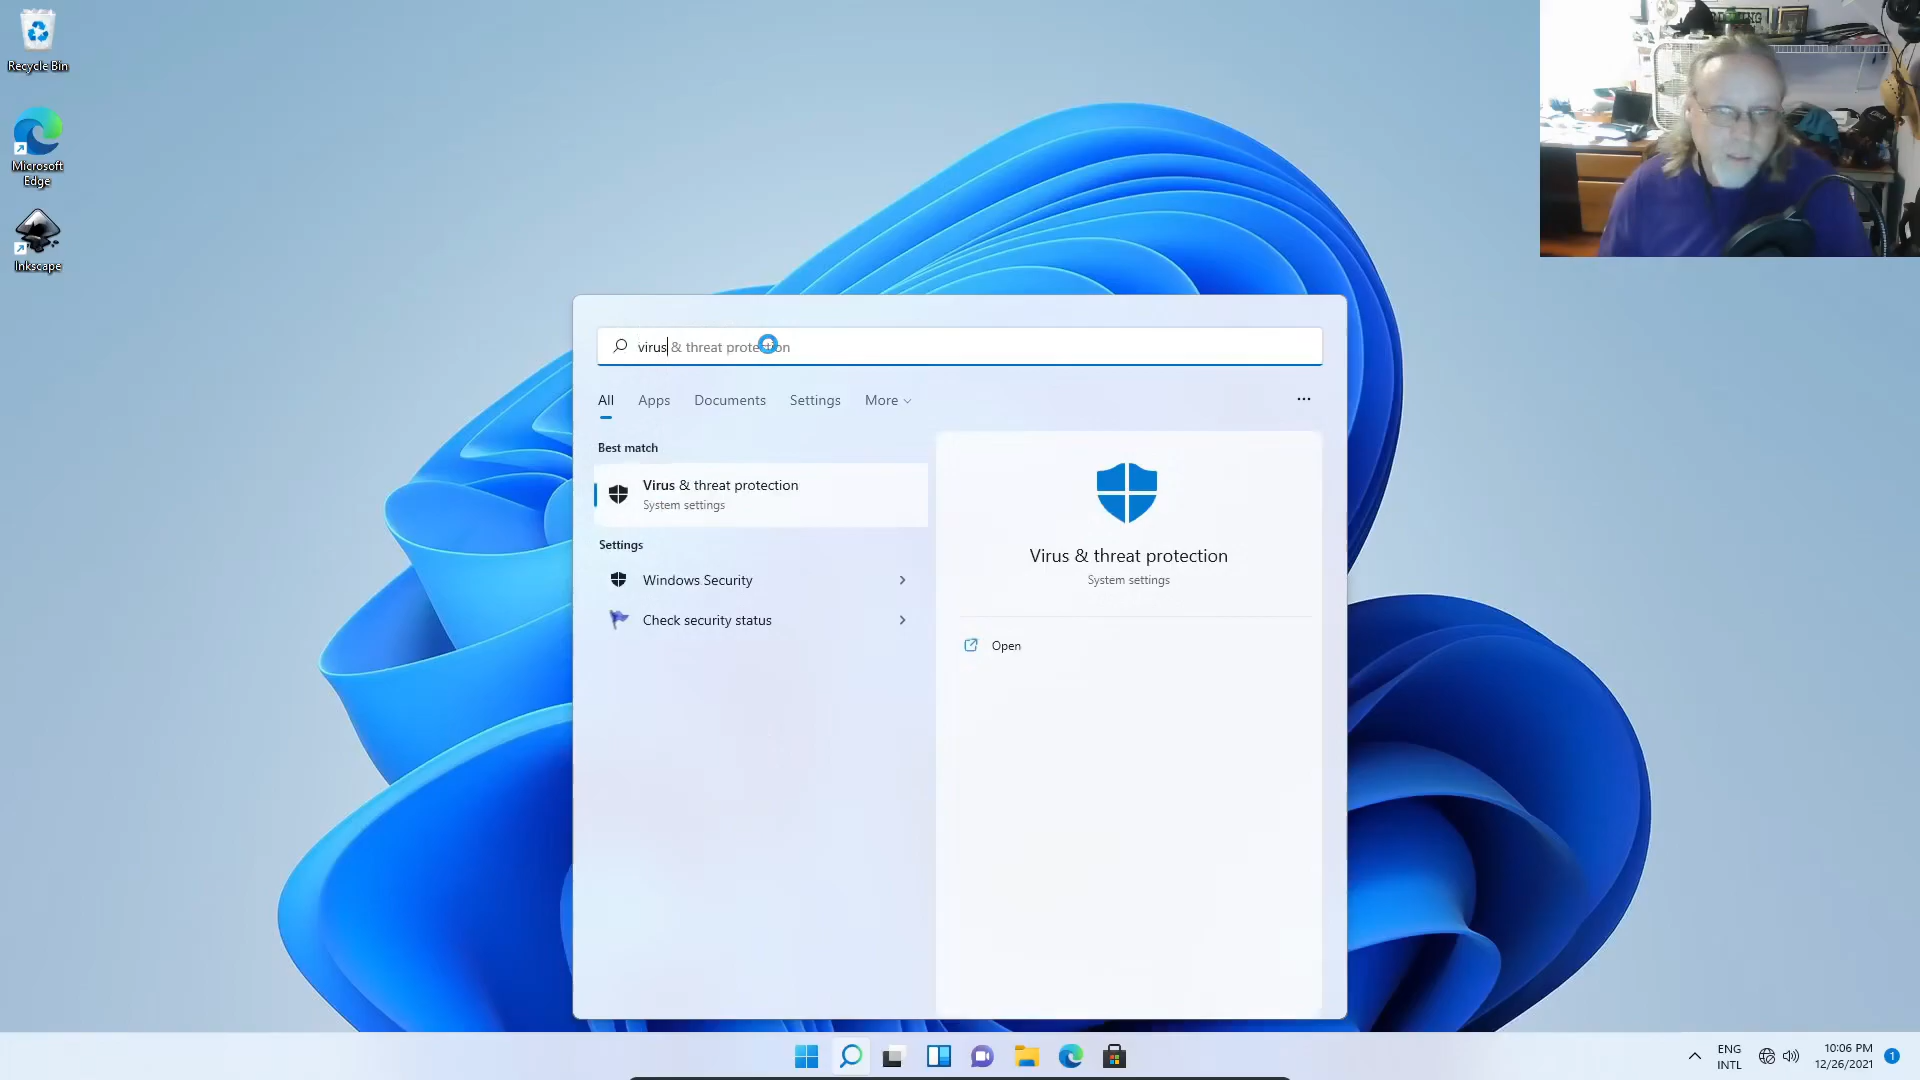 Recycle Bin
Microsoft
Edge
Inkscape
virus & threat protection
All
Apps
Documents
Settings
More
Best match
Virus & threat protection
System settings
Settings
Windows Security
Check security status
Virus & threat protection
System settings
Open
ENG
INTL
10:06 PM
12/26/2021
1